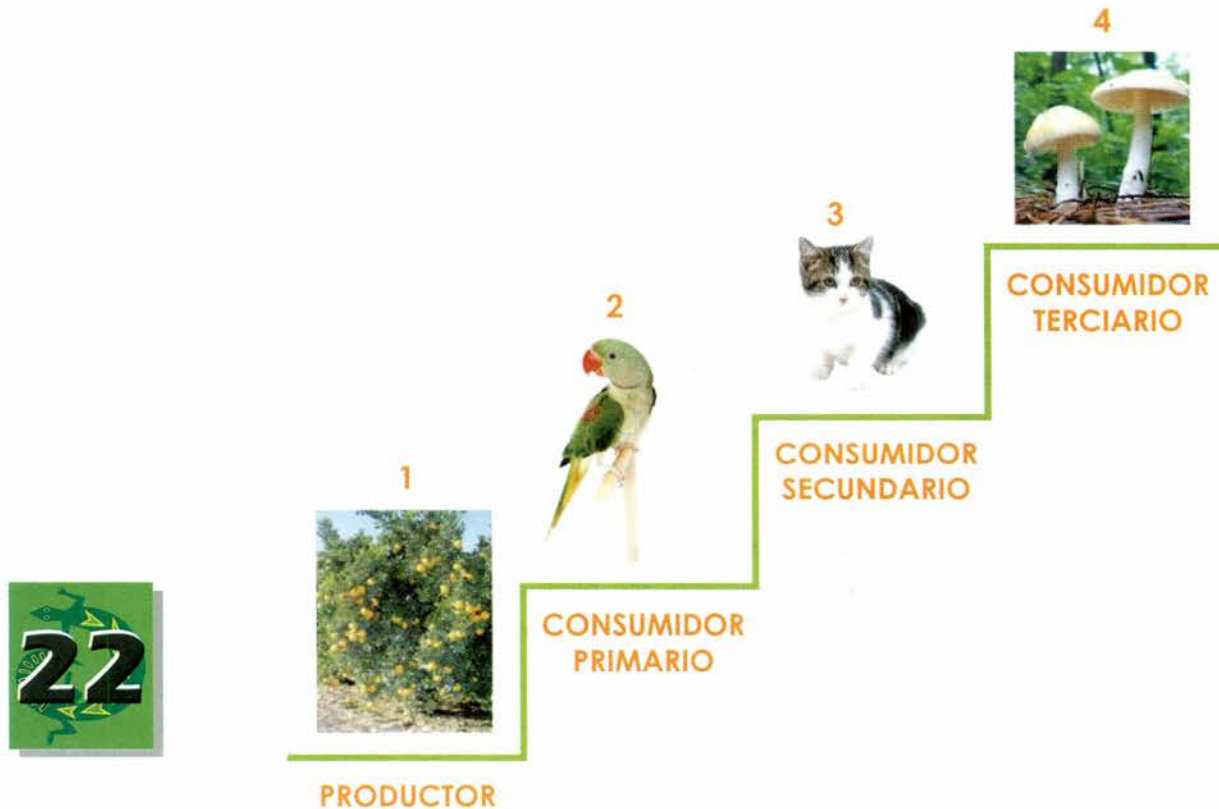 4
3
CONSUMIDOR
TERCIARIO
2
CONSUMIDOR
SECUNDARIO
1
CONSUMIDOR
PRIMARIO
22
PRODUCTOR